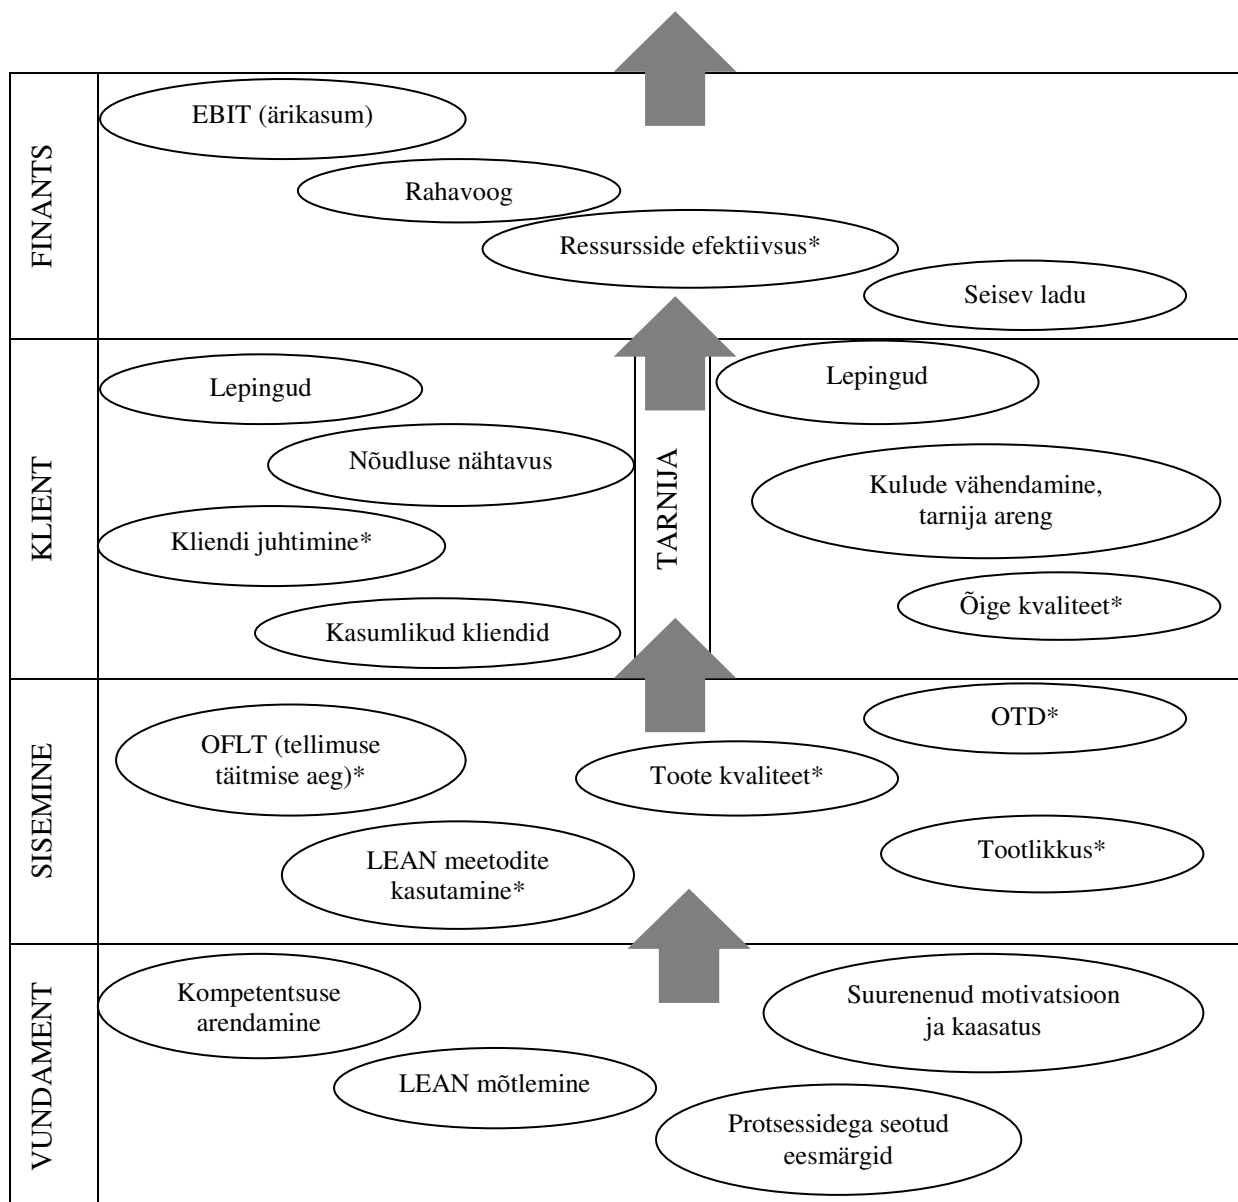 FINANTS
EBIT (ärikasum)
Rahavoog
Ressursside efektiivsus*
Seisev ladu
KLIENT
Lepingud
Nõudluse nähtavus
Kliendi juhtimine*
Kasumlikud kliendid
TARNIJA
Lepingud
Kulude vähendamine,
tarnija areng
Õige kvaliteet*
SISEMINE
OFLT (tellimuse
täitmise aeg)*
LEAN meetodite
kasutamine*
Toote kvaliteet*
OTD*
Tootlikkus*
VUNDAMENT
Kompetentsuse
arendamine
LEAN mõtlemine
Suurenenud motivatsioon
ja kaasatus
Protsessidega seotud
eesmärgid